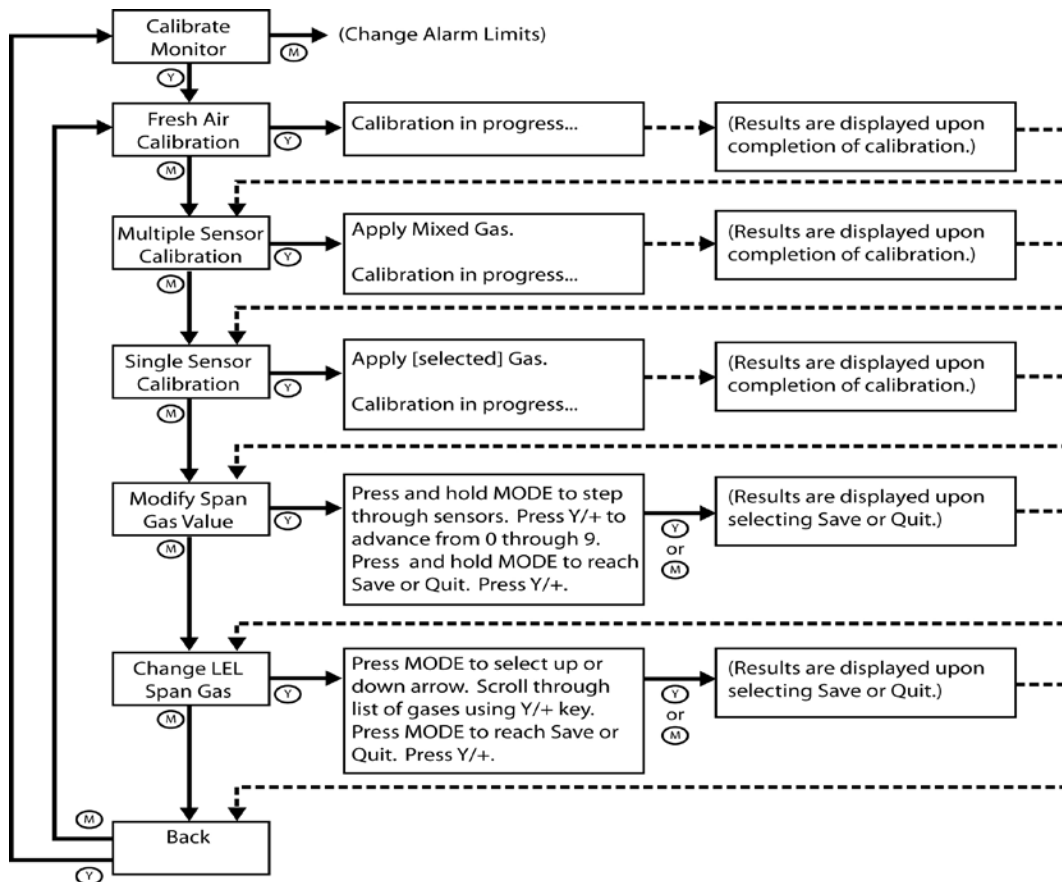 Calibrate
Monitor
M
(Change Alarm Limits)
Y
Fresh Air
Calibration
Y
Calibration in progress...
(Results are displayed upon
completion of calibration.)
M
Multiple Sensor
Calibration
Y
Apply Mixed Gas.
Calibration in progress...
(Results are displayed upon
completion of calibration.)
M
Single Sensor
Calibration
Y
Apply [selected] Gas.
Calibration in progress...
(Results are displayed upon
completion of calibration.)
M
Modify Span
Gas Value
Y
Press and hold MODE to step
through sensors. Press Y/+ to
advance from 0 through 9.
Press and hold MODE to reach
Save or Quit. Press Y/+.
Y
or
M
(Results are displayed upon
selecting Save or Quit.)
M
Change LEL
Span Gas
Y
Press MODE to select up or
down arrow. Scroll through
list of gases using Y/+ key.
Press MODE to reach Save or
Quit. Press Y/+.
Y
or
M
(Results are displayed upon
selecting Save or Quit.)
M
M
Back
Y